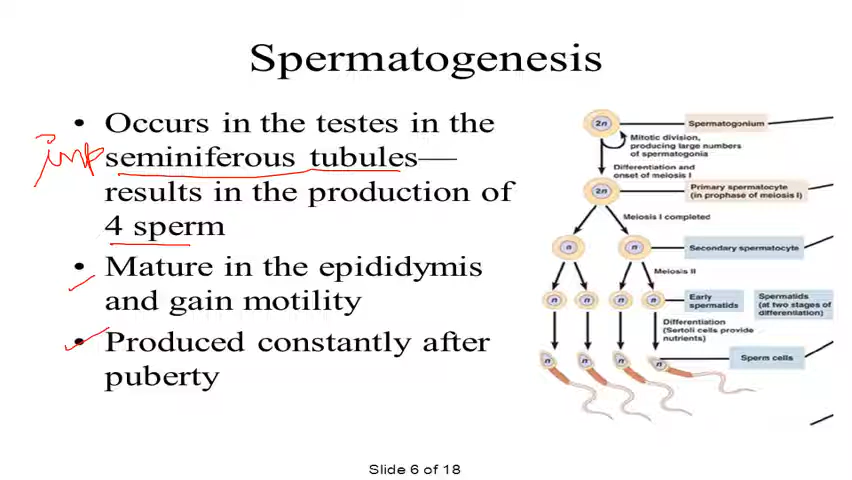 Spermatogenesis
• Occurs in the testes in the
imp
seminiferous tubules—
results in the production of
4 sperm
• Mature in the epididymis
and gain motility
• Produced constantly after
puberty
2n
Spermatogonium
Mitotic division,
producing large numbers
of spermatogonia
Differentiation and
onset of meiosis I
2n
Primary spermatocyte
(in prophase of meiosis I)
Meiosis I completed
n n
Secondary spermatocyte
Meiosis II
n n n n
Early
spermatids
Spermatids
(at two stages of
differentiation)
Differentiation
(Sertoli cells provide
nutrients)
n n n n
Sperm cells
Slide 6 of 18